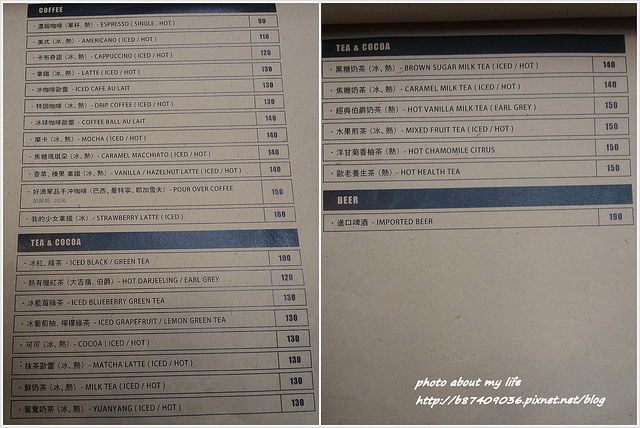 COFFEE
· 濃縮咖啡 (單杯、熱) - ESPRESSO ( SINGLE , HOT ) 90
· 美式 (冰、熱) - AMERICANO ( ICED / HOT ) 110
· 卡布奇諾 (冰、熱) - CAPPUCCINO ( ICED / HOT ) 120
· 拿鐵 (冰、熱) - LATTE ( ICED / HOT ) 130
· 冰咖啡歐蕾 - ICED CAFE AU LAIT 130
· 特調咖啡 (冰、熱) - DRIP COFFEE ( ICED / HOT ) 130
· 冰球咖啡歐蕾 - COFFEE BALL AU LAIT 140
· 摩卡 (冰、熱) - MOCHA ( ICED / HOT ) 140
· 焦糖瑪琪朵 (冰、熱) - CARAMEL MACCHIATO ( ICED / HOT ) 140
· 香草、榛果 拿鐵 (冰、熱) - VANILLA / HAZELNUT LATTE ( ICED / HOT ) 140
· 好滴單品手沖咖啡 (巴西、曼特寧、耶加雪夫) - POUR OVER COFFEE 150
加鮮奶 20元
· 我的少女拿鐵 (冰) - STRAWBERRY LATTE ( ICED ) 150
TEA & COCOA
· 冰紅、綠茶 - ICED BLACK / GREEN TEA 100
· 熱有機紅茶 (大吉嶺、伯爵) - HOT DARJEELING / EARL GREY 120
· 冰藍莓綠茶 - ICED BLUEBERRY GREEN TEA 130
· 冰葡萄柚、檸檬綠茶 - ICED GRAPEFRUIT / LEMON GREEN TEA 130
· 可可 (冰、熱) - COCOA ( ICED / HOT ) 130
· 抹茶歐蕾 (冰、熱) - MATCHA LATTE ( ICED / HOT ) 130
· 鮮奶茶 (冰、熱) - MILK TEA ( ICED / HOT ) 130
· 鴛鴦奶茶 (冰、熱) - YUANYANG ( ICED / HOT ) 130
TEA & COCOA
· 黑糖奶茶 (冰、熱) - BROWN SUGAR MILK TEA ( ICED / HOT ) 140
· 焦糖奶茶 (冰、熱) - CARAMEL MILK TEA ( ICED / HOT ) 140
· 經典伯爵奶茶 (熱) - HOT VANILLA MILK TEA ( EARL GREY ) 150
· 水果煎茶 (冰、熱) - MIXED FRUIT TEA ( ICED / HOT ) 150
· 洋甘菊香柚茶 (熱) - HOT CHAMOMILE CITRUS 150
· 歐老養生茶 (熱) - HOT HEALTH TEA 150
BEER
· 進口啤酒 - IMPORTED BEER 190
photo about my life
http://b87409036.pixnet.net/blog